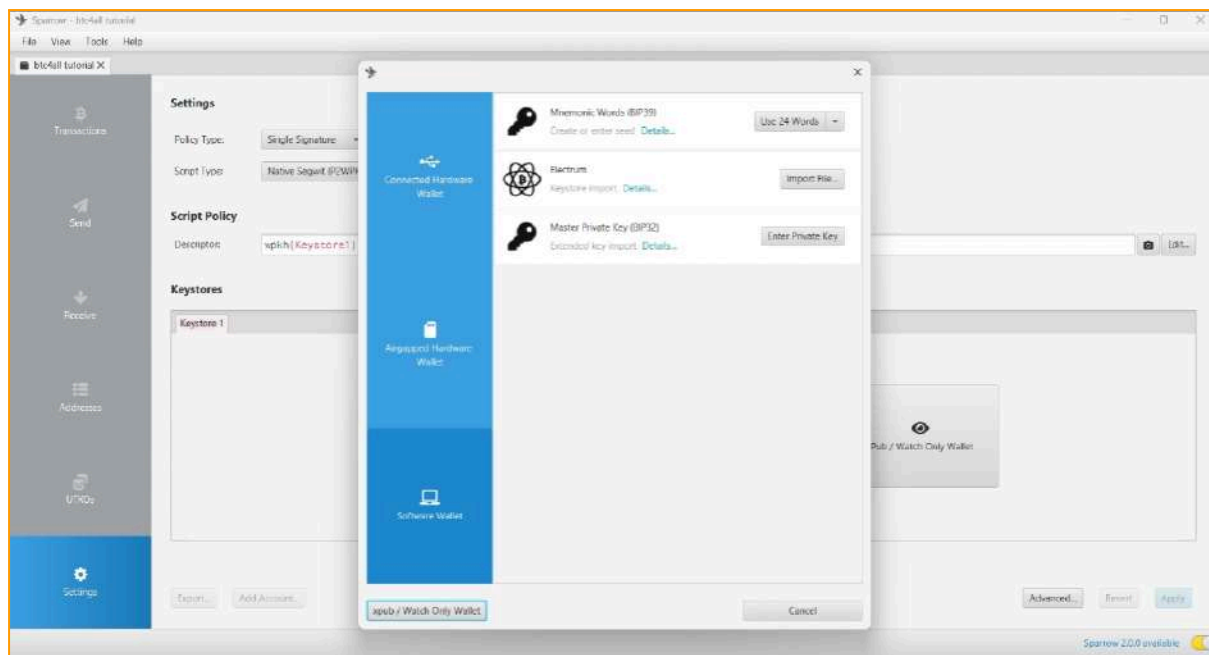 Sparrow - btc4all tutorial
File View Tools Help
btc4all tutorial X
Transactions
Send
Receive
Addresses
UTXOs
Settings
Settings
Policy Type: Single Signature
Script Type: Native Segwit (P2WPK
Script Policy
Descriptor: wpkh(Keystore1)
Edit...
Keystores
Keystore 1
Pub / Watch Only Wallet
Export... Add Account...
Advanced... Revert Apply
Connected Hardware
Wallet
Airgapped Hardware
Wallet
Software Wallet
Mnemonic Words (BIP39)
Create or enter seed Details...
Use 24 Words
Electrum
Keystore import Details...
Import File...
Master Private Key (BIP32)
Extended key import Details...
Enter Private Key
xpub / Watch Only Wallet
Cancel
Sparrow 2.0.0 available